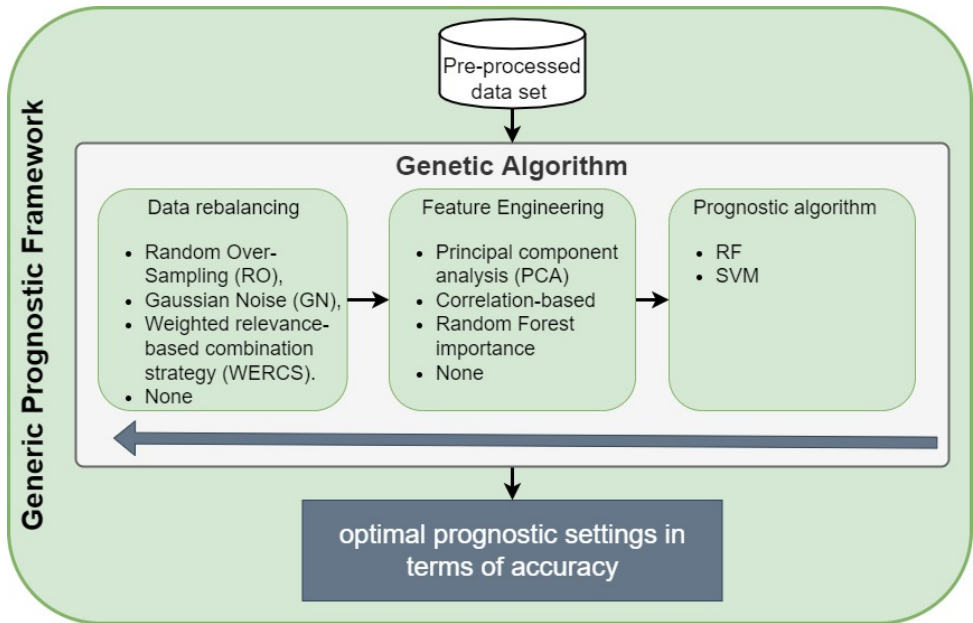 Generic Prognostic Framework
Pre-processed
data set
Genetic Algorithm
Data rebalancing
• Random Over-
Sampling (RO),
• Gaussian Noise (GN),
• Weighted relevance-
based combination
strategy (WERCS).
• None
Feature Engineering
• Principal component
analysis (PCA)
• Correlation-based
• Random Forest
importance
• None
Prognostic algorithm
• RF
• SVM
optimal prognostic settings in
terms of accuracy